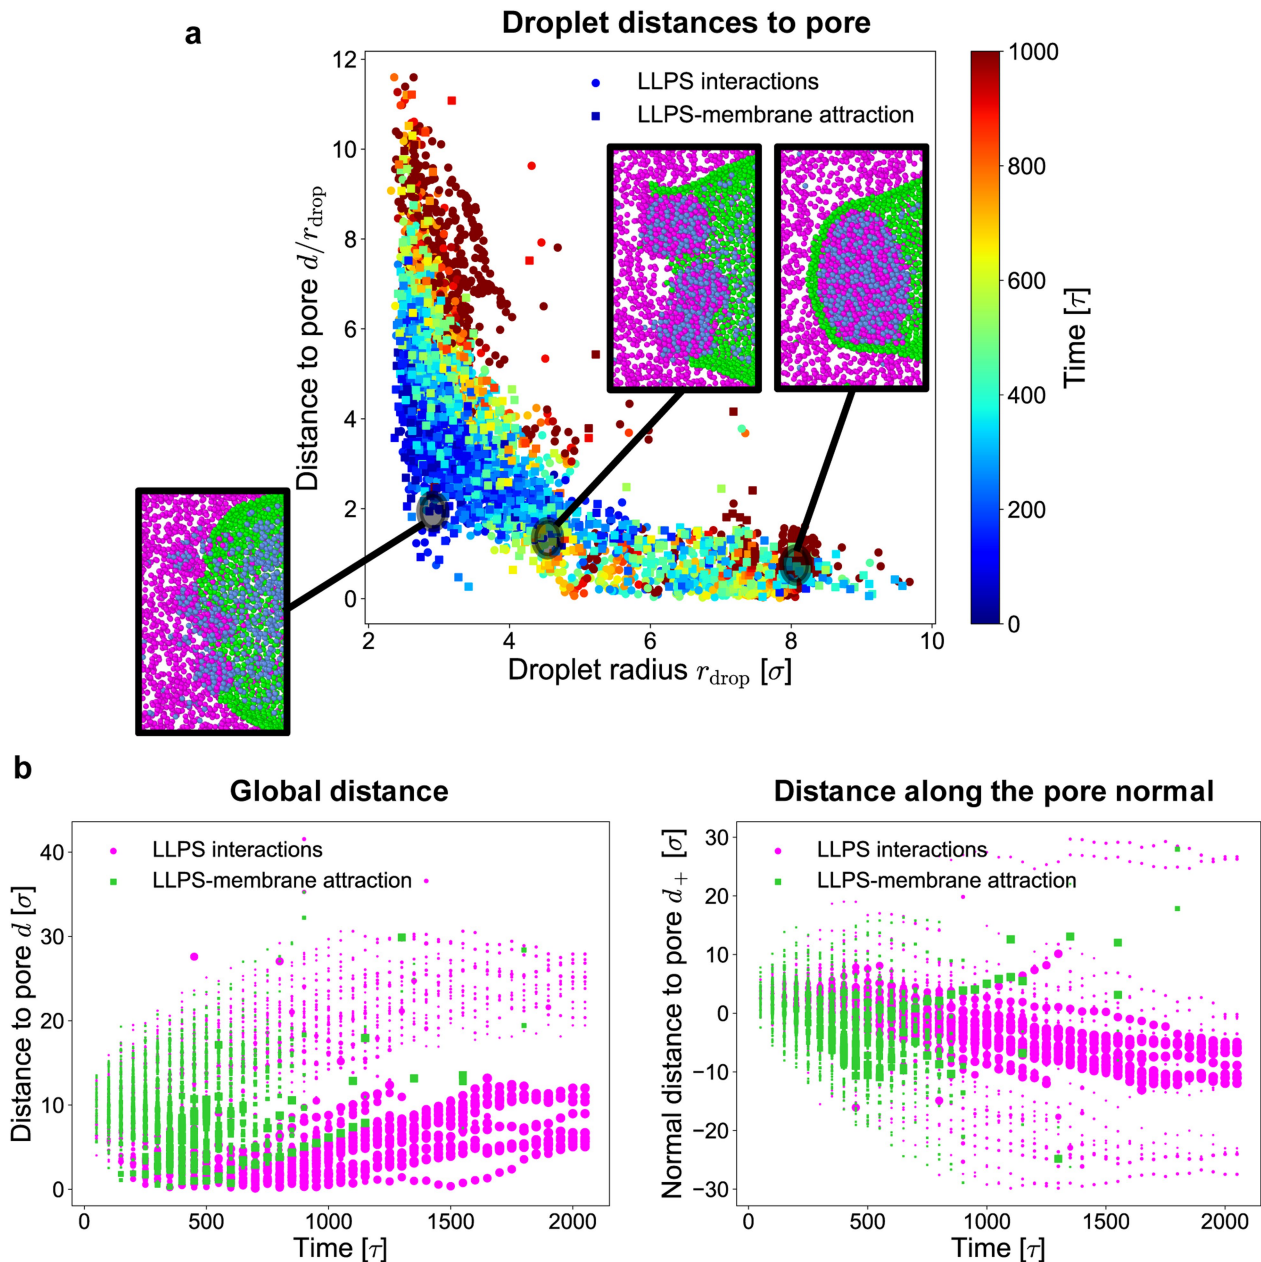 a
Droplet distances to pore
LLPS interactions
LLPS-membrane attraction
Distance to pore d/r_drop
12
10
8
6
4
2
0
2
4
6
8
10
Droplet radius r_drop [σ]
1000
800
600
400
200
0
Time [τ]
b
Global distance
LLPS interactions
LLPS-membrane attraction
Distance to pore d [σ]
40
30
20
10
0
0
500
1000
1500
2000
Time [τ]
Distance along the pore normal
LLPS interactions
LLPS-membrane attraction
Normal distance to pore d₊ [σ]
30
20
10
0
−10
−20
−30
0
500
1000
1500
2000
Time [τ]